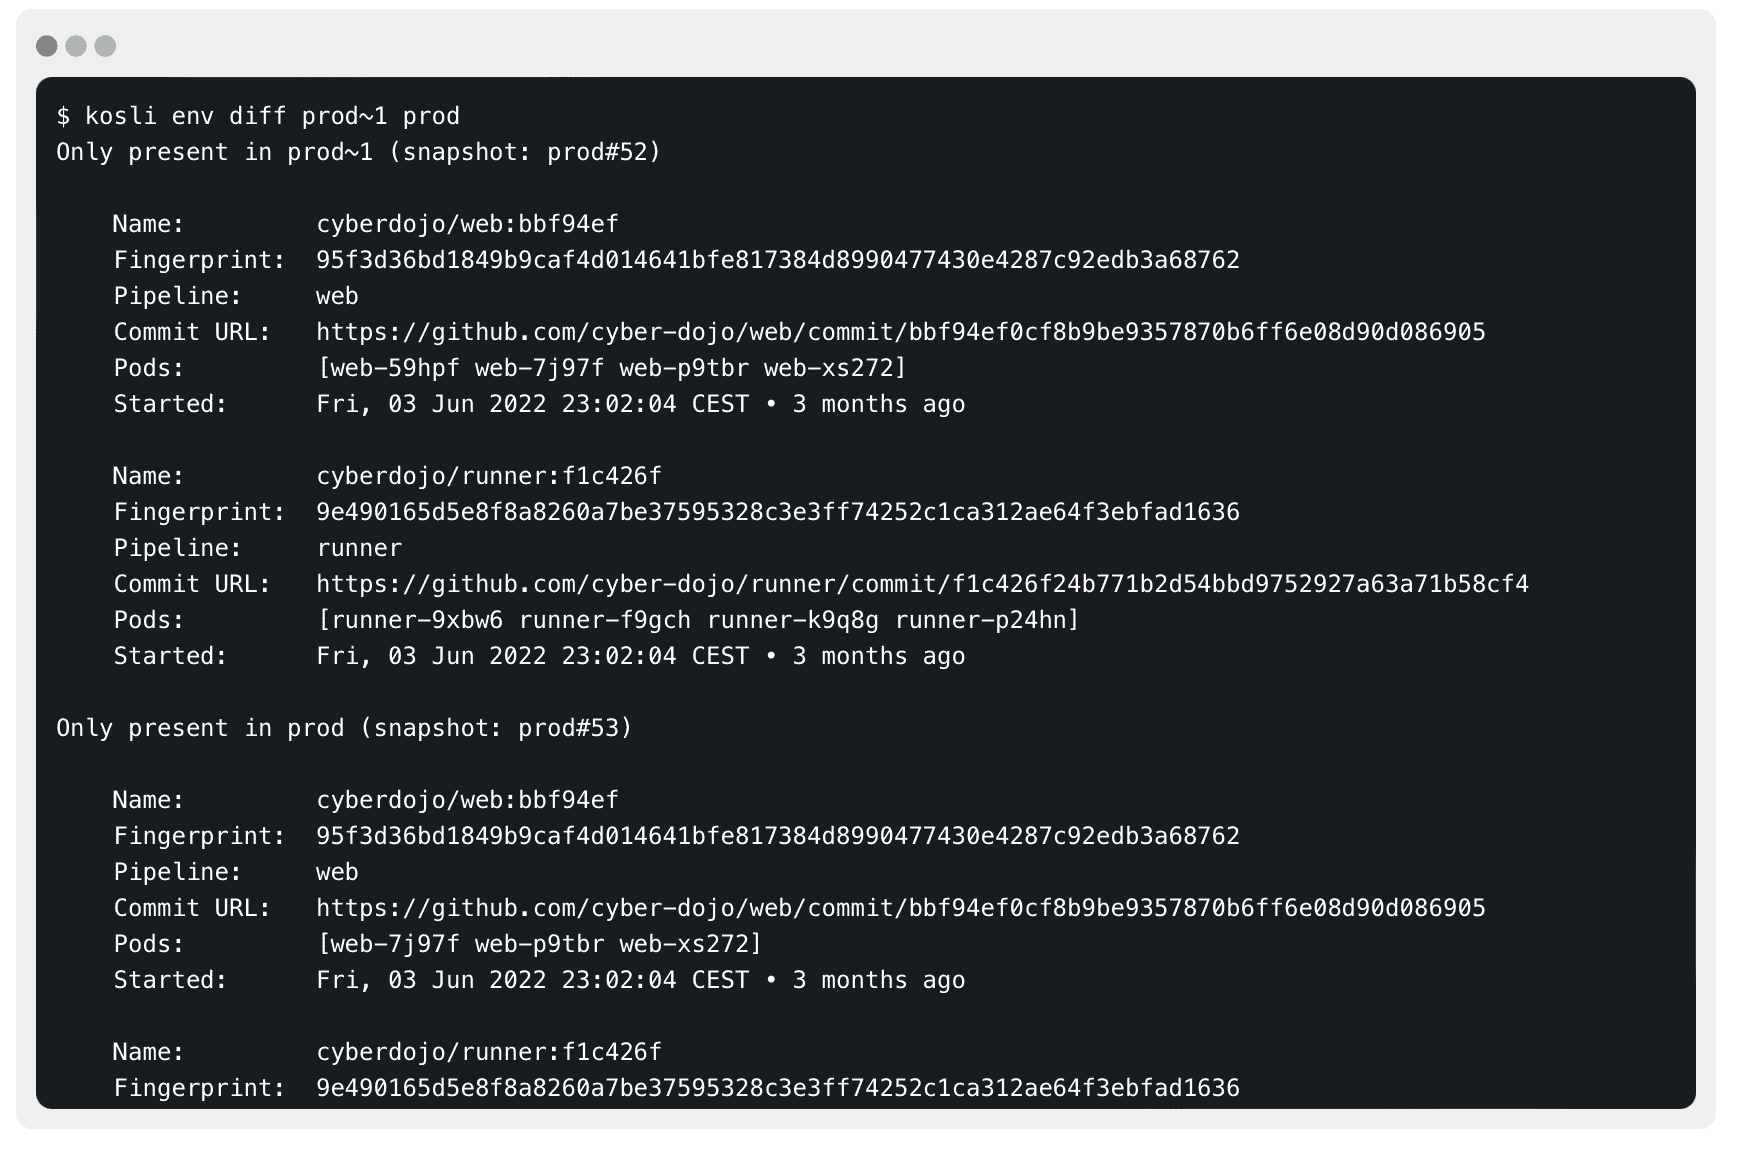 $ kosli env diff prod~1 prod
Only present in prod~1 (snapshot: prod#52)
Name: cyberdojo/web:bbf94ef
Fingerprint: 95f3d36bd1849b9caf4d014641bfe817384d8990477430e4287c92edb3a68762
Pipeline: web
Commit URL: https://github.com/cyber-dojo/web/commit/bbf94ef0cf8b9be9357870b6ff6e08d90d086905
Pods: [web-59hpf web-7j97f web-p9tbr web-xs272]
Started: Fri, 03 Jun 2022 23:02:04 CEST • 3 months ago
Name: cyberdojo/runner:f1c426f
Fingerprint: 9e490165d5e8f8a8260a7be37595328c3e3ff74252c1ca312ae64f3ebfad1636
Pipeline: runner
Commit URL: https://github.com/cyber-dojo/runner/commit/f1c426f24b771b2d54bbd9752927a63a71b58cf4
Pods: [runner-9xbw6 runner-f9gch runner-k9q8g runner-p24hn]
Started: Fri, 03 Jun 2022 23:02:04 CEST • 3 months ago
Only present in prod (snapshot: prod#53)
Name: cyberdojo/web:bbf94ef
Fingerprint: 95f3d36bd1849b9caf4d014641bfe817384d8990477430e4287c92edb3a68762
Pipeline: web
Commit URL: https://github.com/cyber-dojo/web/commit/bbf94ef0cf8b9be9357870b6ff6e08d90d086905
Pods: [web-7j97f web-p9tbr web-xs272]
Started: Fri, 03 Jun 2022 23:02:04 CEST • 3 months ago
Name: cyberdojo/runner:f1c426f
Fingerprint: 9e490165d5e8f8a8260a7be37595328c3e3ff74252c1ca312ae64f3ebfad1636